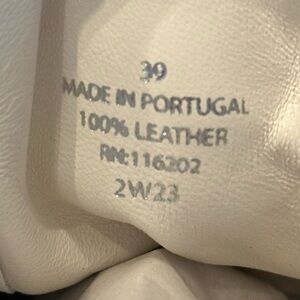 39
MADE IN PORTUGAL
100% LEATHER
RN:116202
2W23